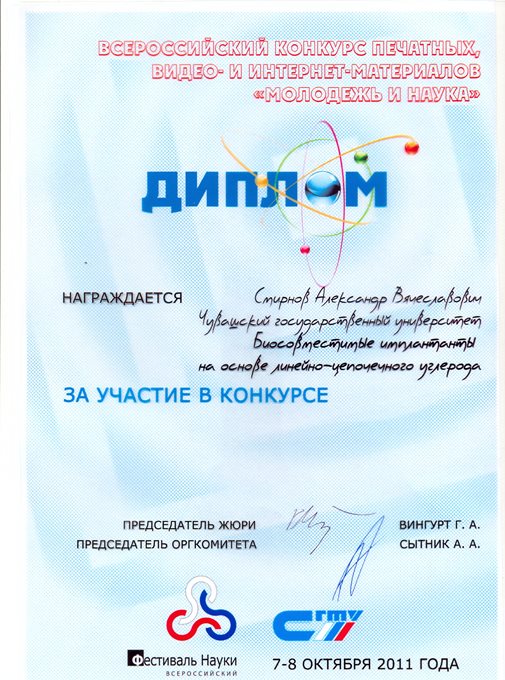 ВСЕРОССИЙСКИЙ КОНКУРС ПЕЧАТНЫХ,
ВИДЕО- И ИНТЕРНЕТ-МАТЕРИАЛОВ
«МОЛОДЕЖЬ И НАУКА»
ДИПЛОМ
НАГРАЖДАЕТСЯ Смирнов Александр Вячеславович
Чувашский государственный университет
Биосовместимые имплантанты
на основе линейно-цепочечного углерода
ЗА УЧАСТИЕ В КОНКУРСЕ
ПРЕДСЕДАТЕЛЬ ЖЮРИ ВИНГУРТ Г. А.
ПРЕДСЕДАТЕЛЬ ОРГКОМИТЕТА СЫТНИК А. А.
СГТУ
Фестиваль Науки
ВСЕРОССИЙСКИЙ
7-8 ОКТЯБРЯ 2011 ГОДА